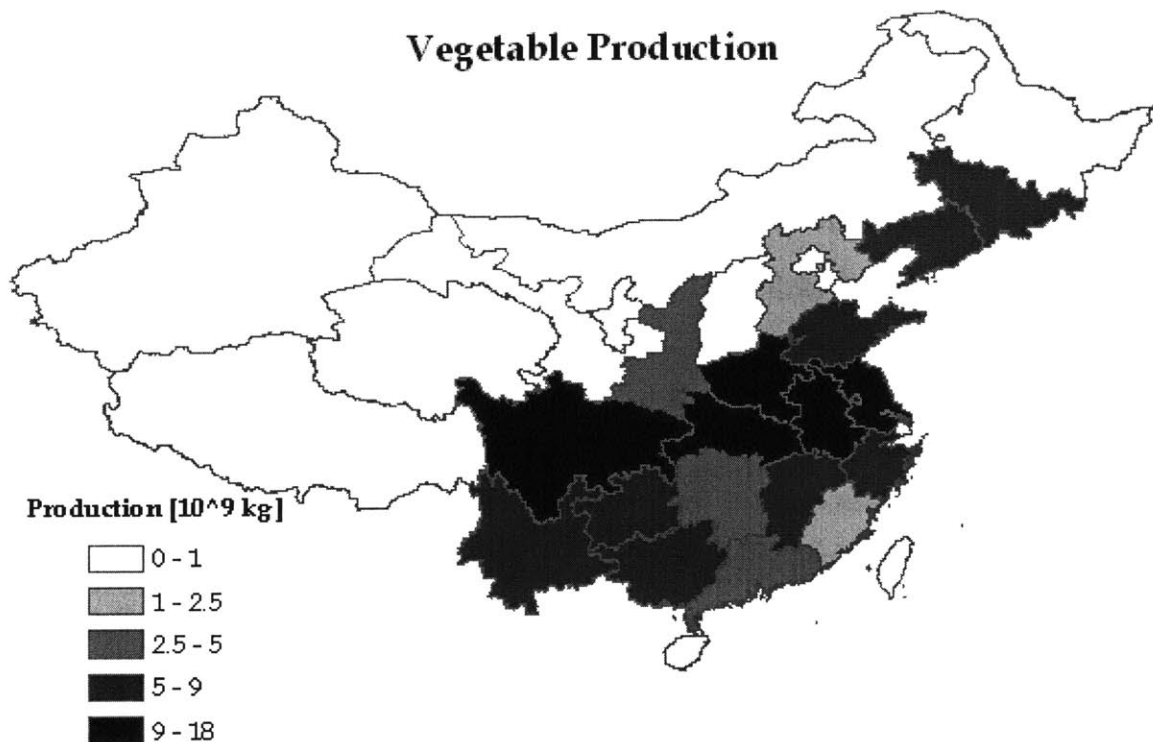 Vegetable Production
Production [10^9 kg]
0 - 1
1 - 2.5
2.5 - 5
5 - 9
9 - 18